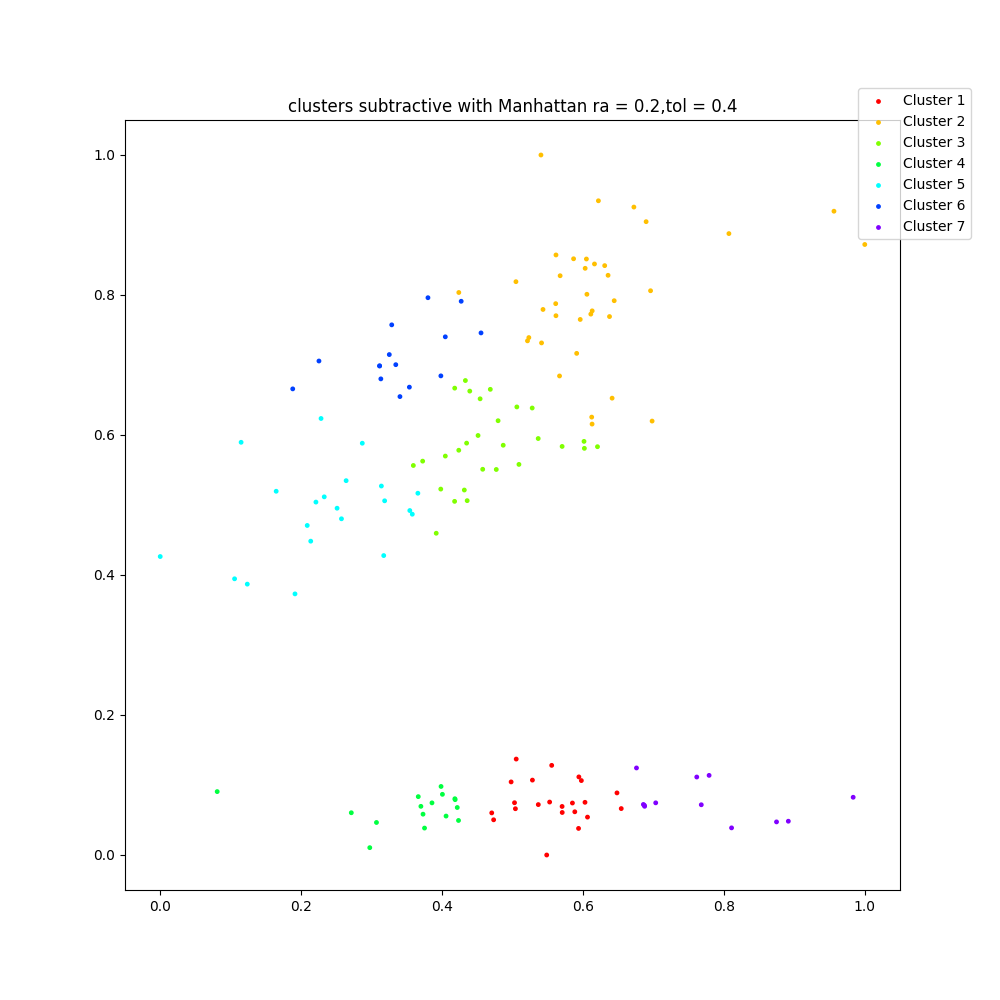 clusters subtractive with Manhattan ra = 0.2,tol = 0.4
Cluster 1
Cluster 2
Cluster 3
Cluster 4
Cluster 5
Cluster 6
Cluster 7
1.0
0.8
0.6
0.4
0.2
0.0
0.0 0.2 0.4 0.6 0.8 1.0